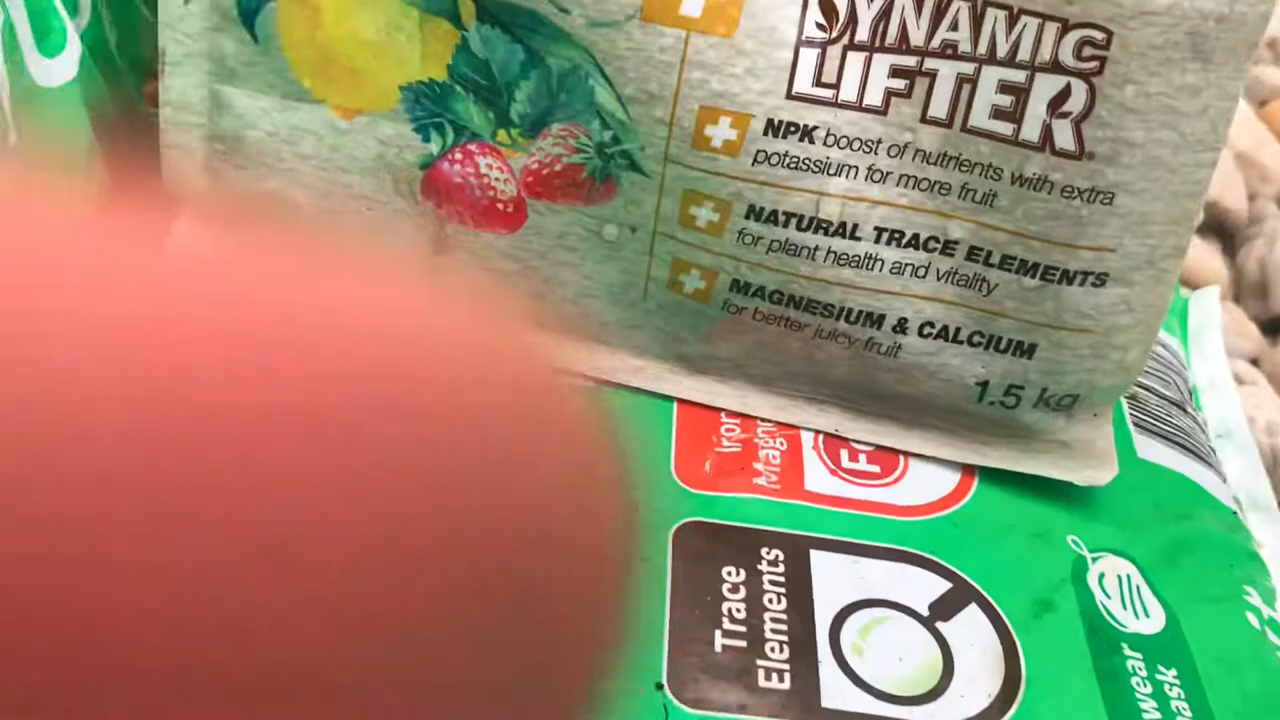 DYNAMIC
LIFTER
NPK boost of nutrients with extra
potassium for more fruit
NATURAL TRACE ELEMENTS
for plant health and vitality
MAGNESIUM & CALCIUM
for better juicy fruit
1.5 kg
Iron
Trace
Elements
wear